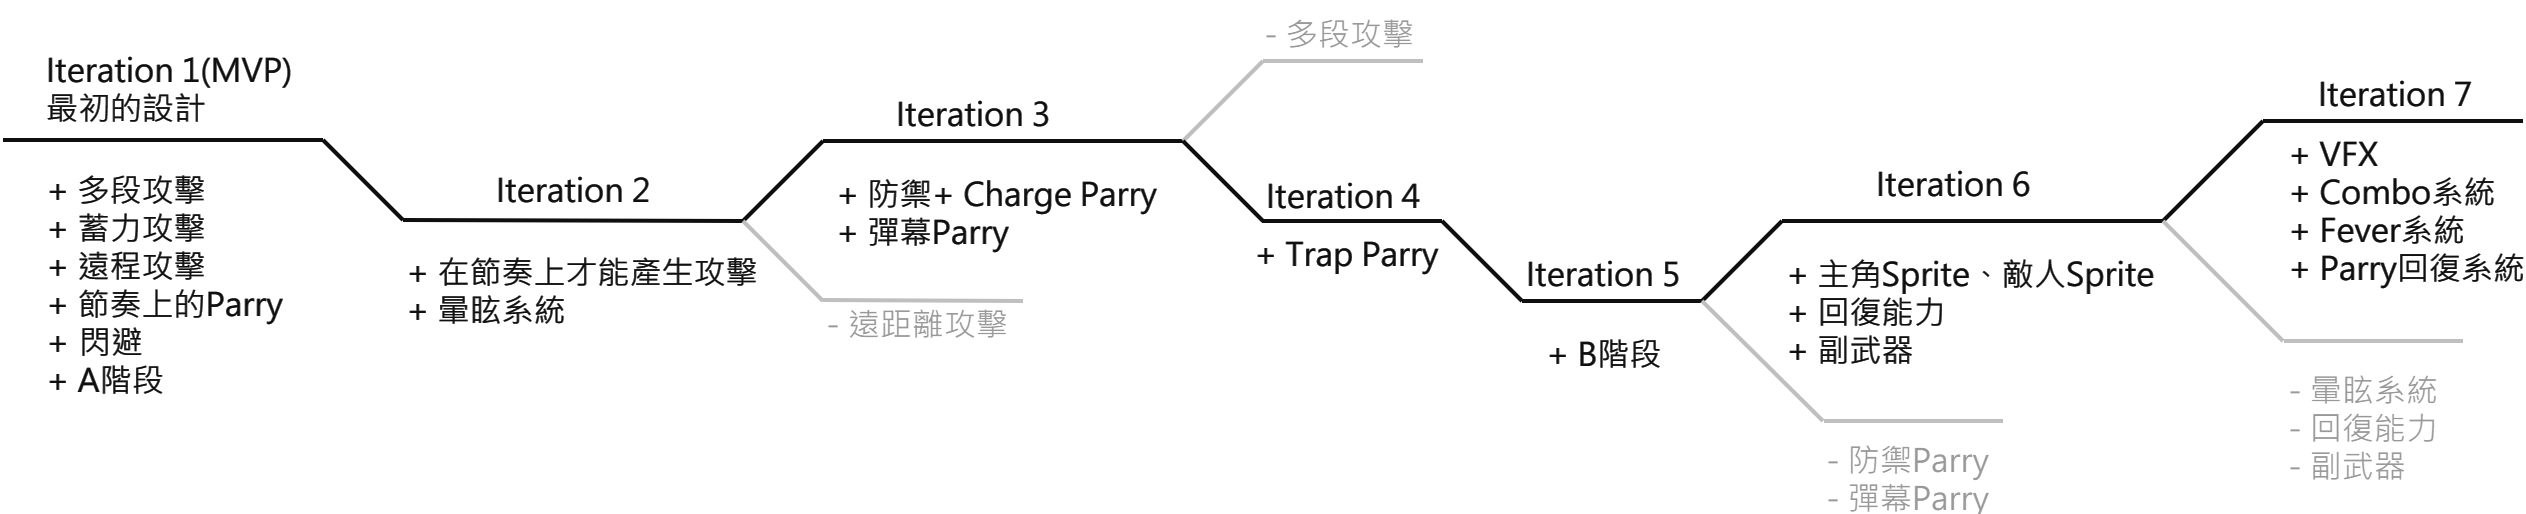 Iteration 1(MVP)
最初的設計
+ 多段攻擊
+ 蓄力攻擊
+ 遠程攻擊
+ 節奏上的Parry
+ 閃避
+ A階段
Iteration 2
+ 在節奏上才能產生攻擊
+ 暈眩系統
Iteration 3
+ 防禦+ Charge Parry
+ 彈幕Parry
- 遠距離攻擊
- 多段攻擊
Iteration 4
+ Trap Parry
Iteration 5
+ B階段
Iteration 6
+ 主角Sprite、敵人Sprite
+ 回復能力
+ 副武器
- 防禦Parry
- 彈幕Parry
Iteration 7
+ VFX
+ Combo系統
+ Fever系統
+ Parry回復系統
- 暈眩系統
- 回復能力
- 副武器